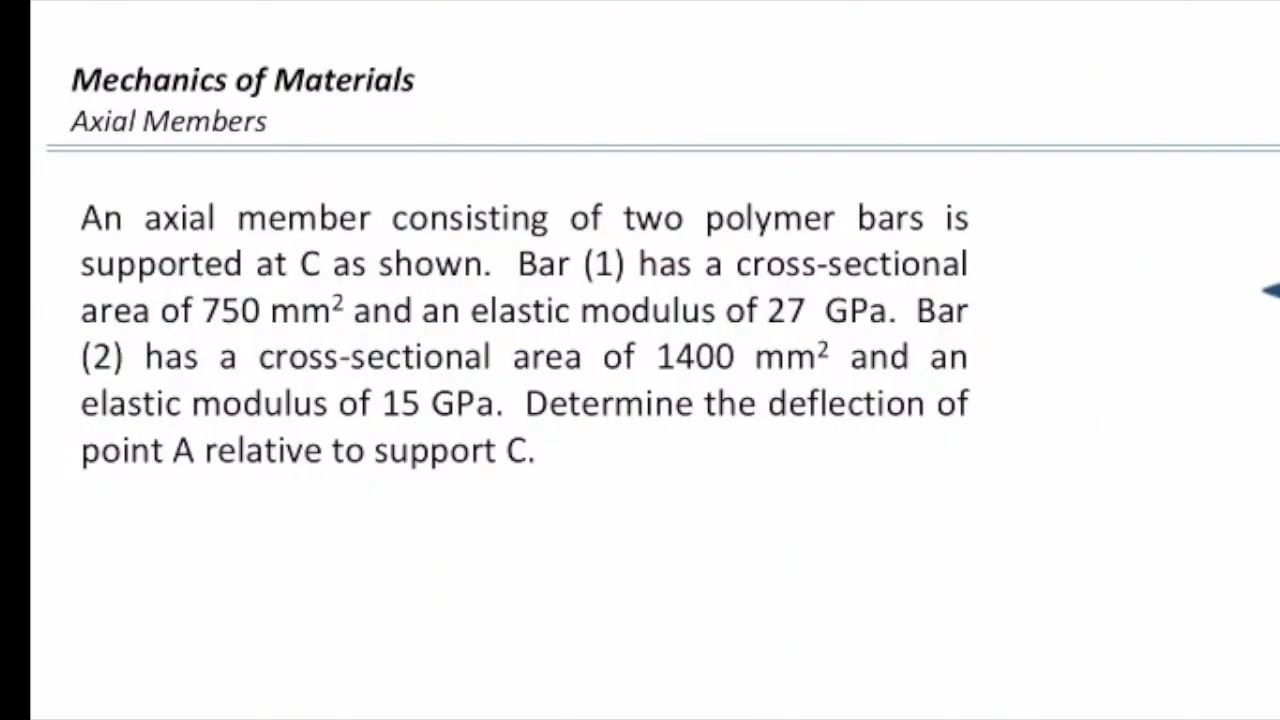 Mechanics of Materials
Axial Members
An axial member consisting of two polymer bars is
supported at C as shown. Bar (1) has a cross-sectional
area of 750 mm² and an elastic modulus of 27 GPa. Bar
(2) has a cross-sectional area of 1400 mm² and an
elastic modulus of 15 GPa. Determine the deflection of
point A relative to support C.